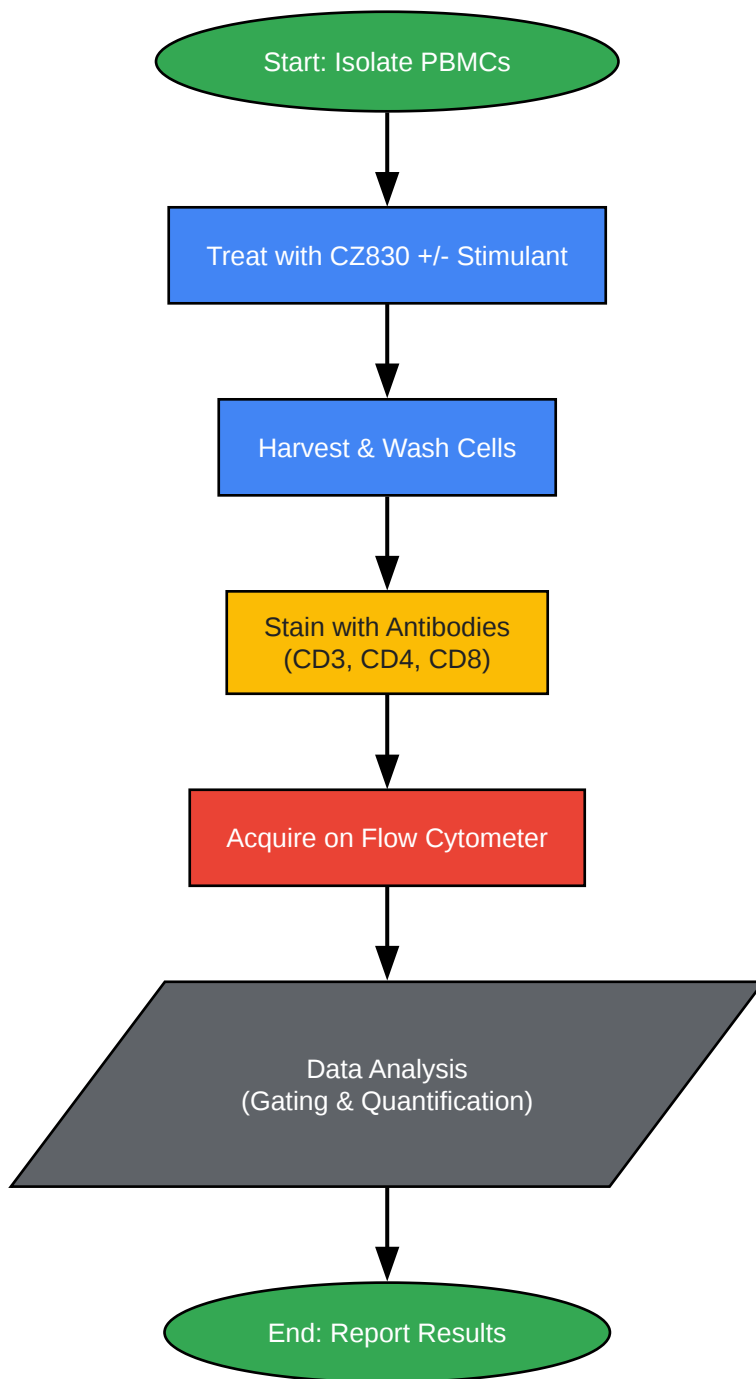 Start: Isolate PBMCs
Treat with CZ830 +/- Stimulant
Harvest & Wash Cells
Stain with Antibodies
(CD3, CD4, CD8)
Acquire on Flow Cytometer
Data Analysis
(Gating & Quantification)
End: Report Results